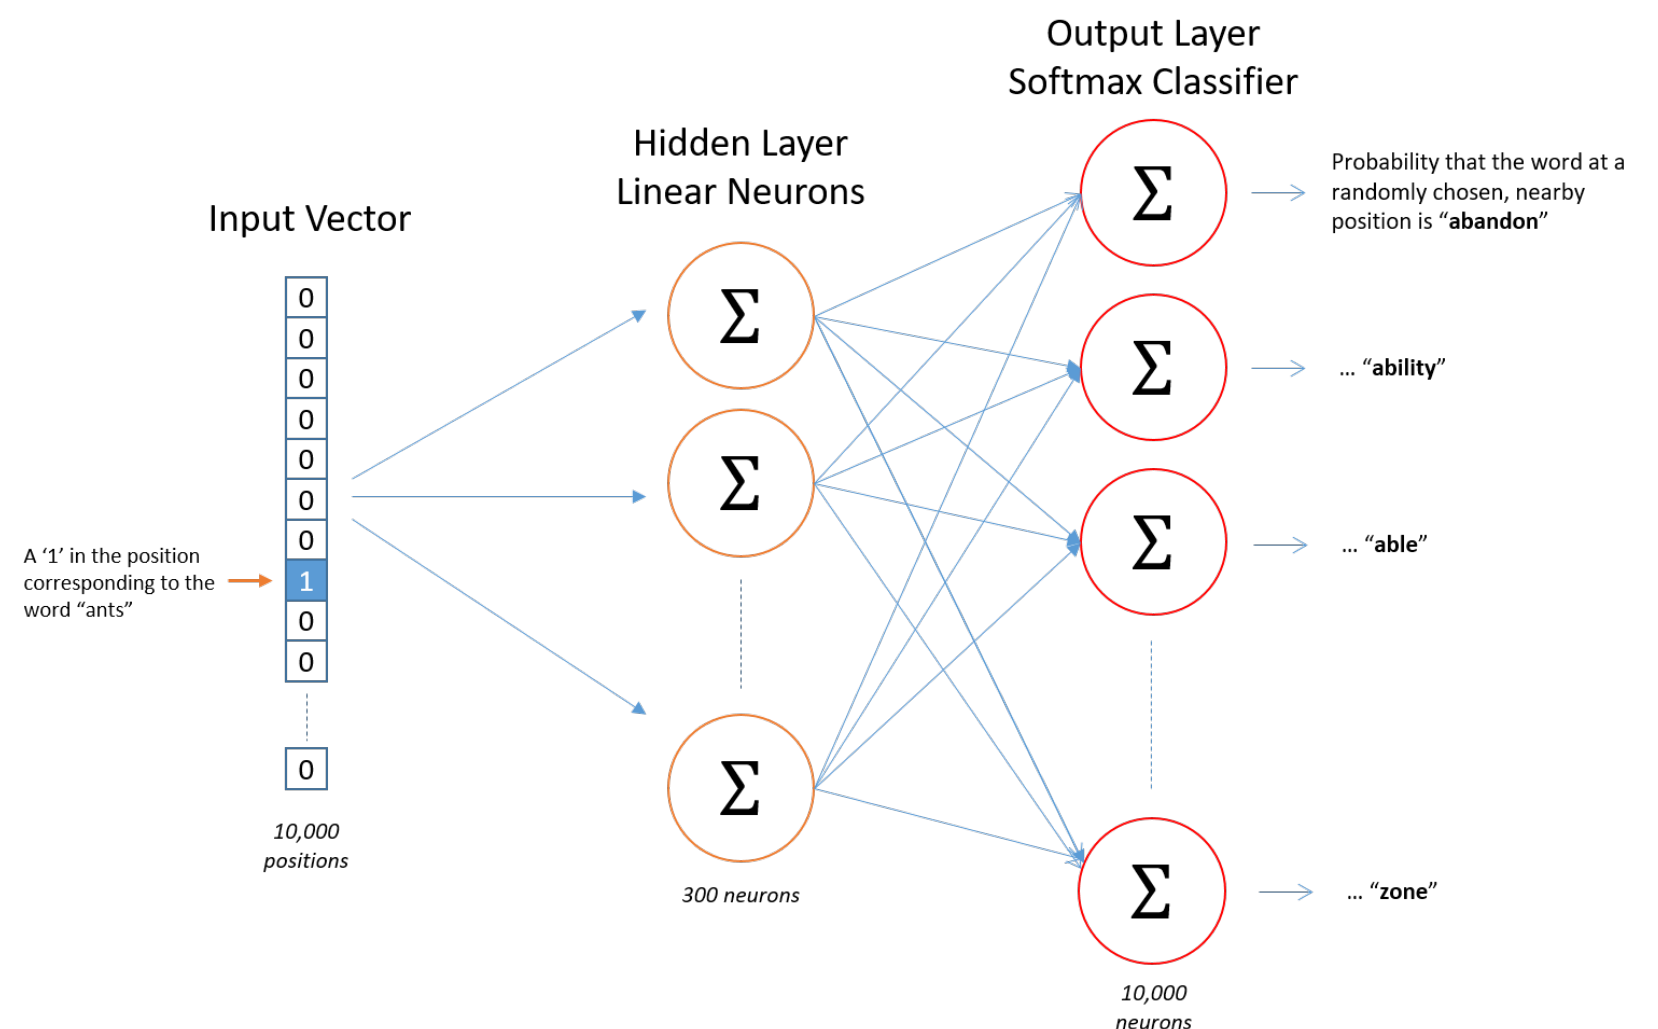 Output Layer
Softmax Classifier
Hidden Layer
Linear Neurons
Input Vector
0
0
0
0
0
0
0
1
0
0
0
A ‘1’ in the position
corresponding to the
word “ants”
10,000
positions
Σ
Σ
Σ
300 neurons
Σ
Σ
Σ
Σ
10,000
neurons
Probability that the word at a
randomly chosen, nearby
position is “abandon”
... “ability”
... “able”
... “zone”